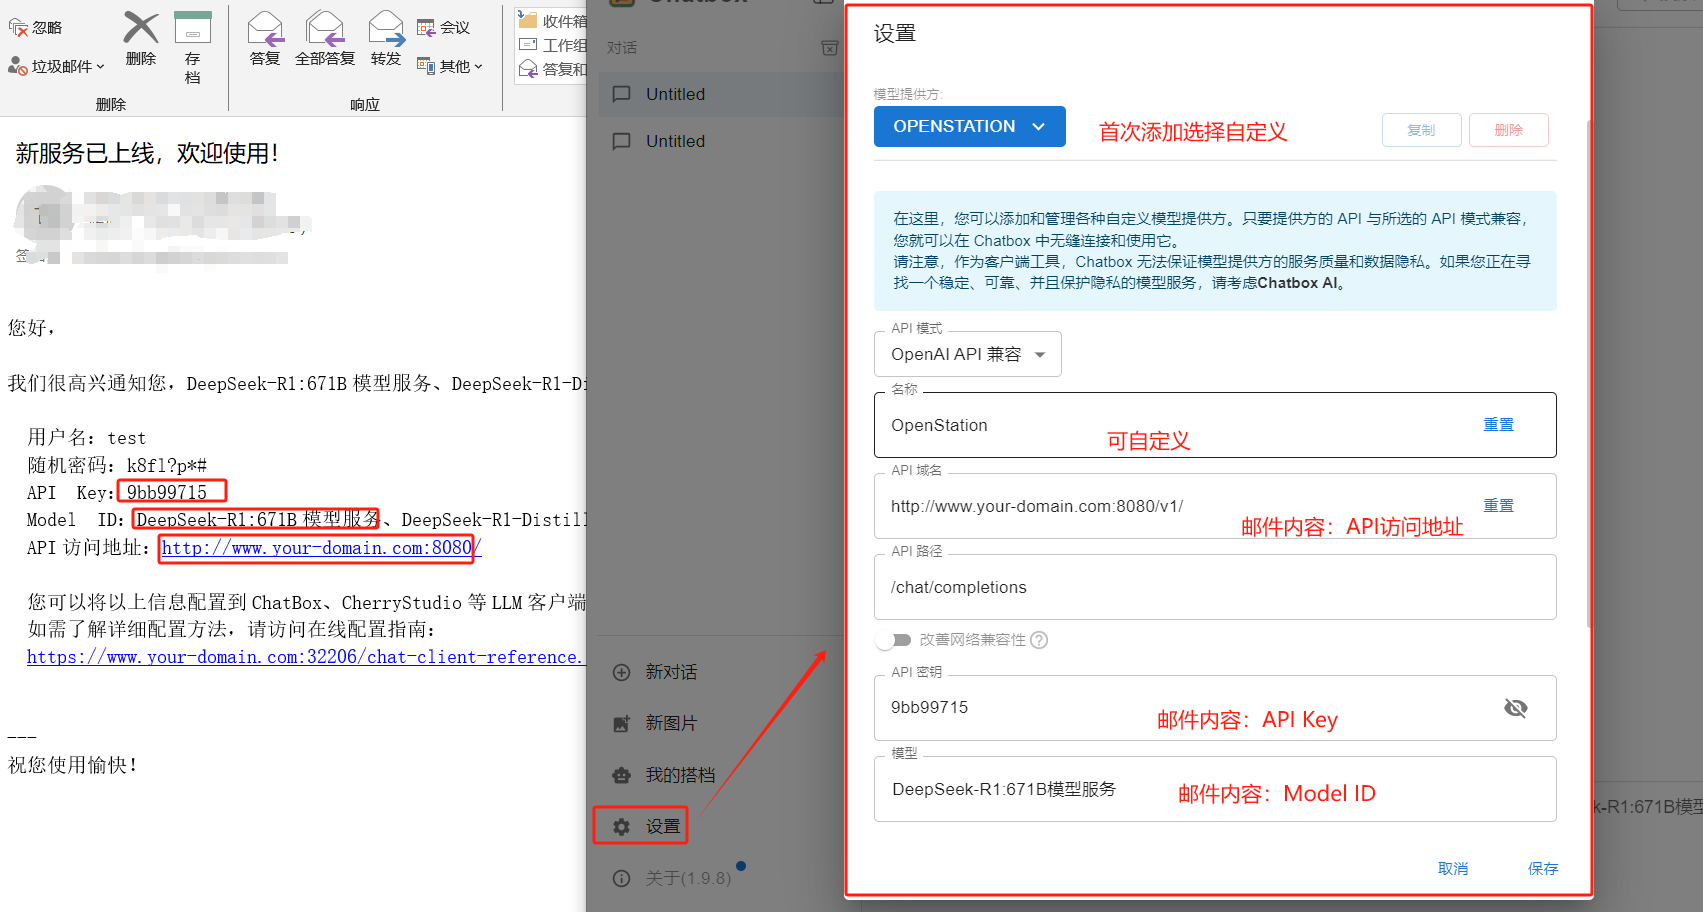 忽略
垃圾邮件
删除
存档
删除
答复
全部答复
转发
会议
其他
响应
收件箱
工作组
答复和
新服务已上线，欢迎使用！
您好，
我们很高兴通知您，DeepSeek-R1:671B 模型服务、DeepSeek-R1-Di
用户名：test
随机密码：k8fl?p*#
API Key：9bb99715
Model ID：DeepSeek-R1:671B 模型服务、DeepSeek-R1-Distill
API 访问地址：http://www.your-domain.com:8080/
您可以将以上信息配置到 ChatBox、CherryStudio 等 LLM 客户端
如需了解详细配置方法，请访问在线配置指南：
https://www.your-domain.com:32206/chat-client-reference.
---
祝您使用愉快！
Chatbox
对话
Untitled
Untitled
新对话
新图片
我的搭档
设置
关于(1.9.8)
设置
模型提供方:
OPENSTATION
首次添加选择自定义
复制
删除
在这里，您可以添加和管理各种自定义模型提供方。只要提供方的 API 与所选的 API 模式兼容，
您就可以在 Chatbox 中无缝连接和使用它。
请注意，作为客户端工具，Chatbox 无法保证模型提供方的服务质量和数据隐私。如果您正在寻
找一个稳定、可靠、并且保护隐私的模型服务，请考虑Chatbox AI。
API 模式
OpenAI API 兼容
名称
OpenStation
重置
可自定义
API 域名
http://www.your-domain.com:8080/v1/
重置
邮件内容：API访问地址
API 路径
/chat/completions
改善网络兼容性
API 密钥
9bb99715
邮件内容：API Key
模型
DeepSeek-R1:671B模型服务
邮件内容：Model ID
取消
保存
k-R1:671B模型